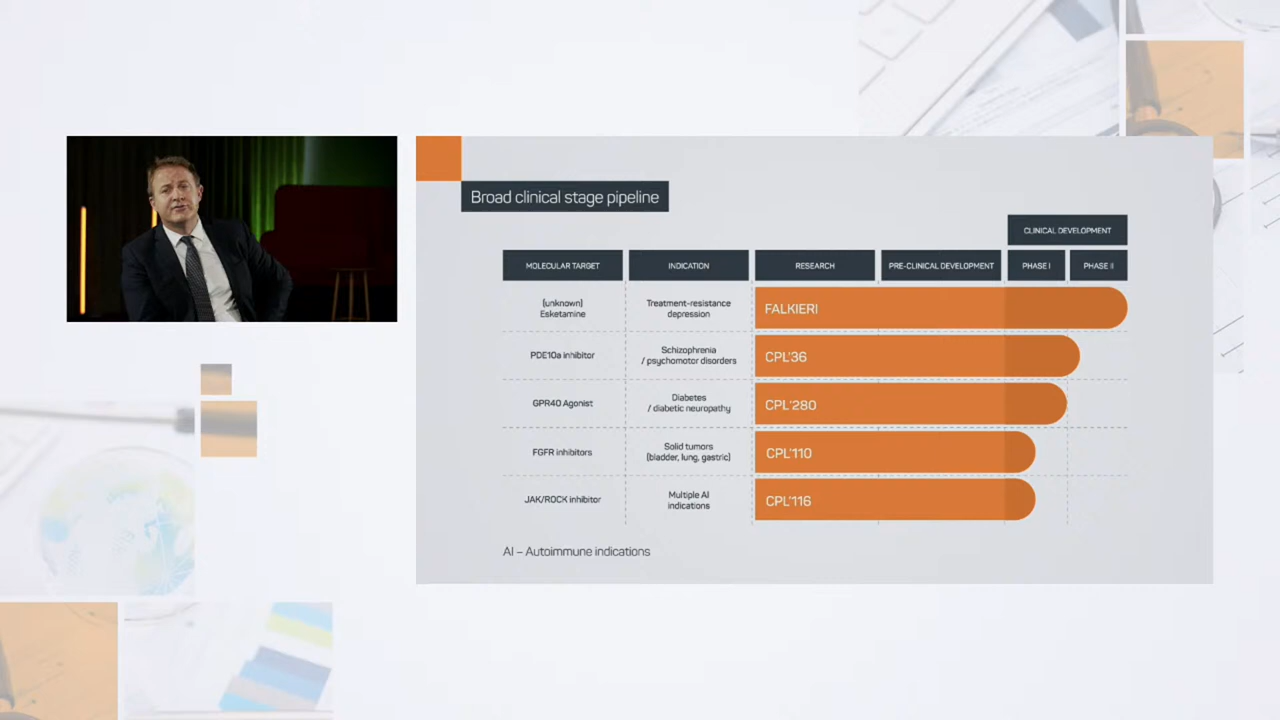 Broad clinical stage pipeline
CLINICAL DEVELOPMENT
MOLECULAR TARGET
INDICATION
RESEARCH
PRE-CLINICAL DEVELOPMENT
PHASE I
PHASE II
(unknown)
Esketamine
Treatment-resistance
depression
FALKIERI
PDE10a inhibitor
Schizophrenia
/ psychomotor disorders
CPL'36
GPR40 Agonist
Diabetes
/ diabetic neuropathy
CPL'280
FGFR inhibitors
Solid tumors
(bladder, lung, gastric)
CPL'110
JAK/ROCK inhibitor
Multiple AI
indications
CPL'116
AI – Autoimmune indications